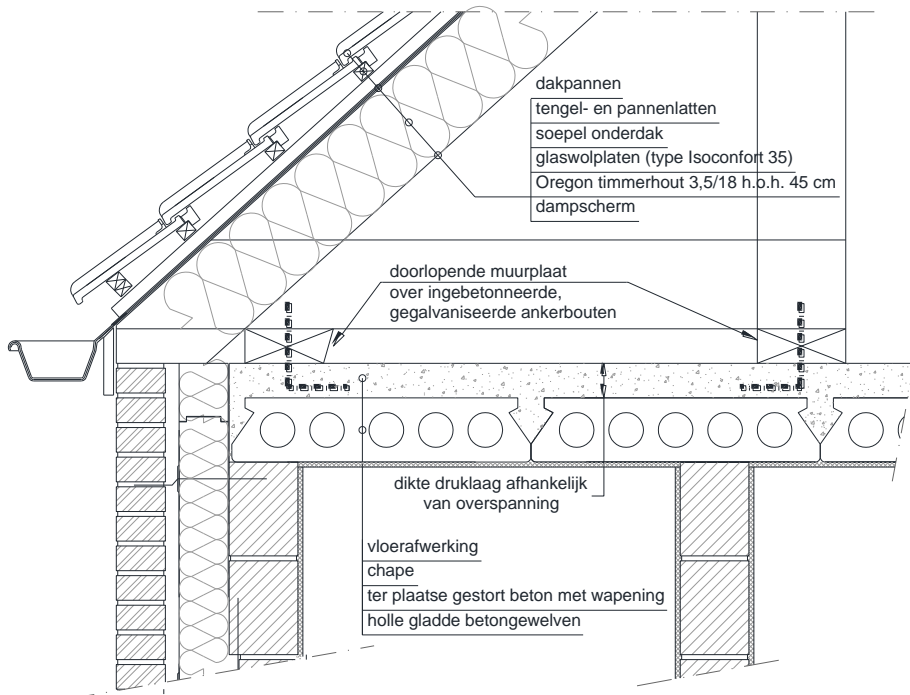 dakpannen
tengel- en pannenlatten
soepel onderdak
glaswolplaten (type Isoconfort 35)
Oregon timmerhout 3,5/18 h.o.h. 45 cm
dampscherm
doorlopende muurplaat
over ingebetonneerde,
gegalvaniseerde ankerbouten
dikte druklaag afhankelijk
van overspanning
vloerafwerking
chape
ter plaatse gestort beton met wapening
holle gladde betongewelven